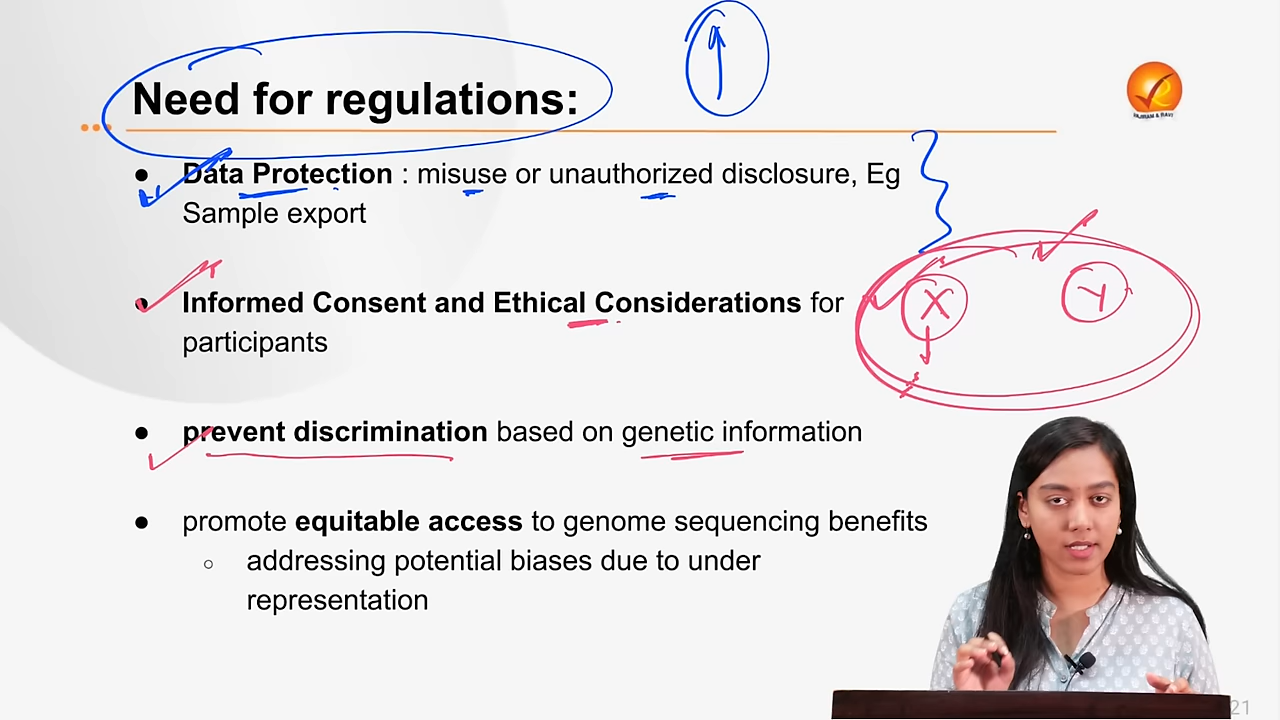 Need for regulations:
● Data Protection : misuse or unauthorized disclosure, Eg
Sample export
● Informed Consent and Ethical Considerations for
participants
● prevent discrimination based on genetic information
● promote equitable access to genome sequencing benefits
○ addressing potential biases due to under
representation
X
Y
VAJIRAM & RAVI
21